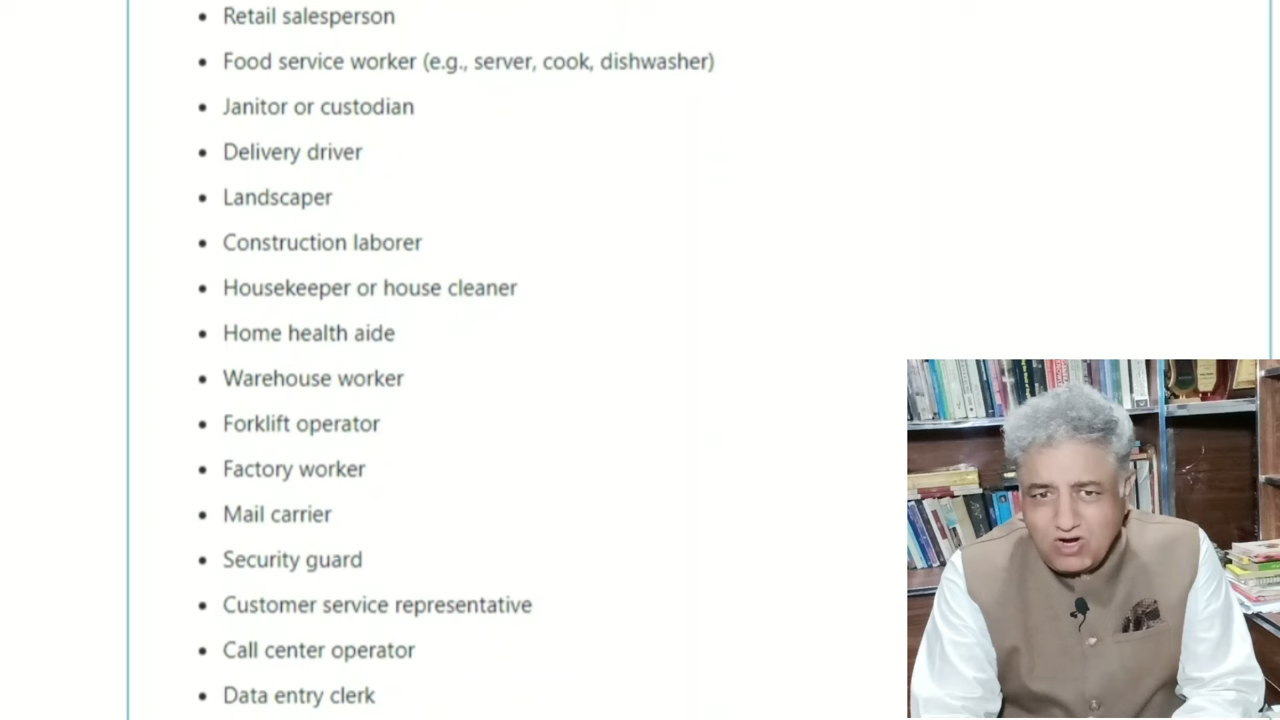 • Retail salesperson
• Food service worker (e.g., server, cook, dishwasher)
• Janitor or custodian
• Delivery driver
• Landscaper
• Construction laborer
• Housekeeper or house cleaner
• Home health aide
• Warehouse worker
• Forklift operator
• Factory worker
• Mail carrier
• Security guard
• Customer service representative
• Call center operator
• Data entry clerk